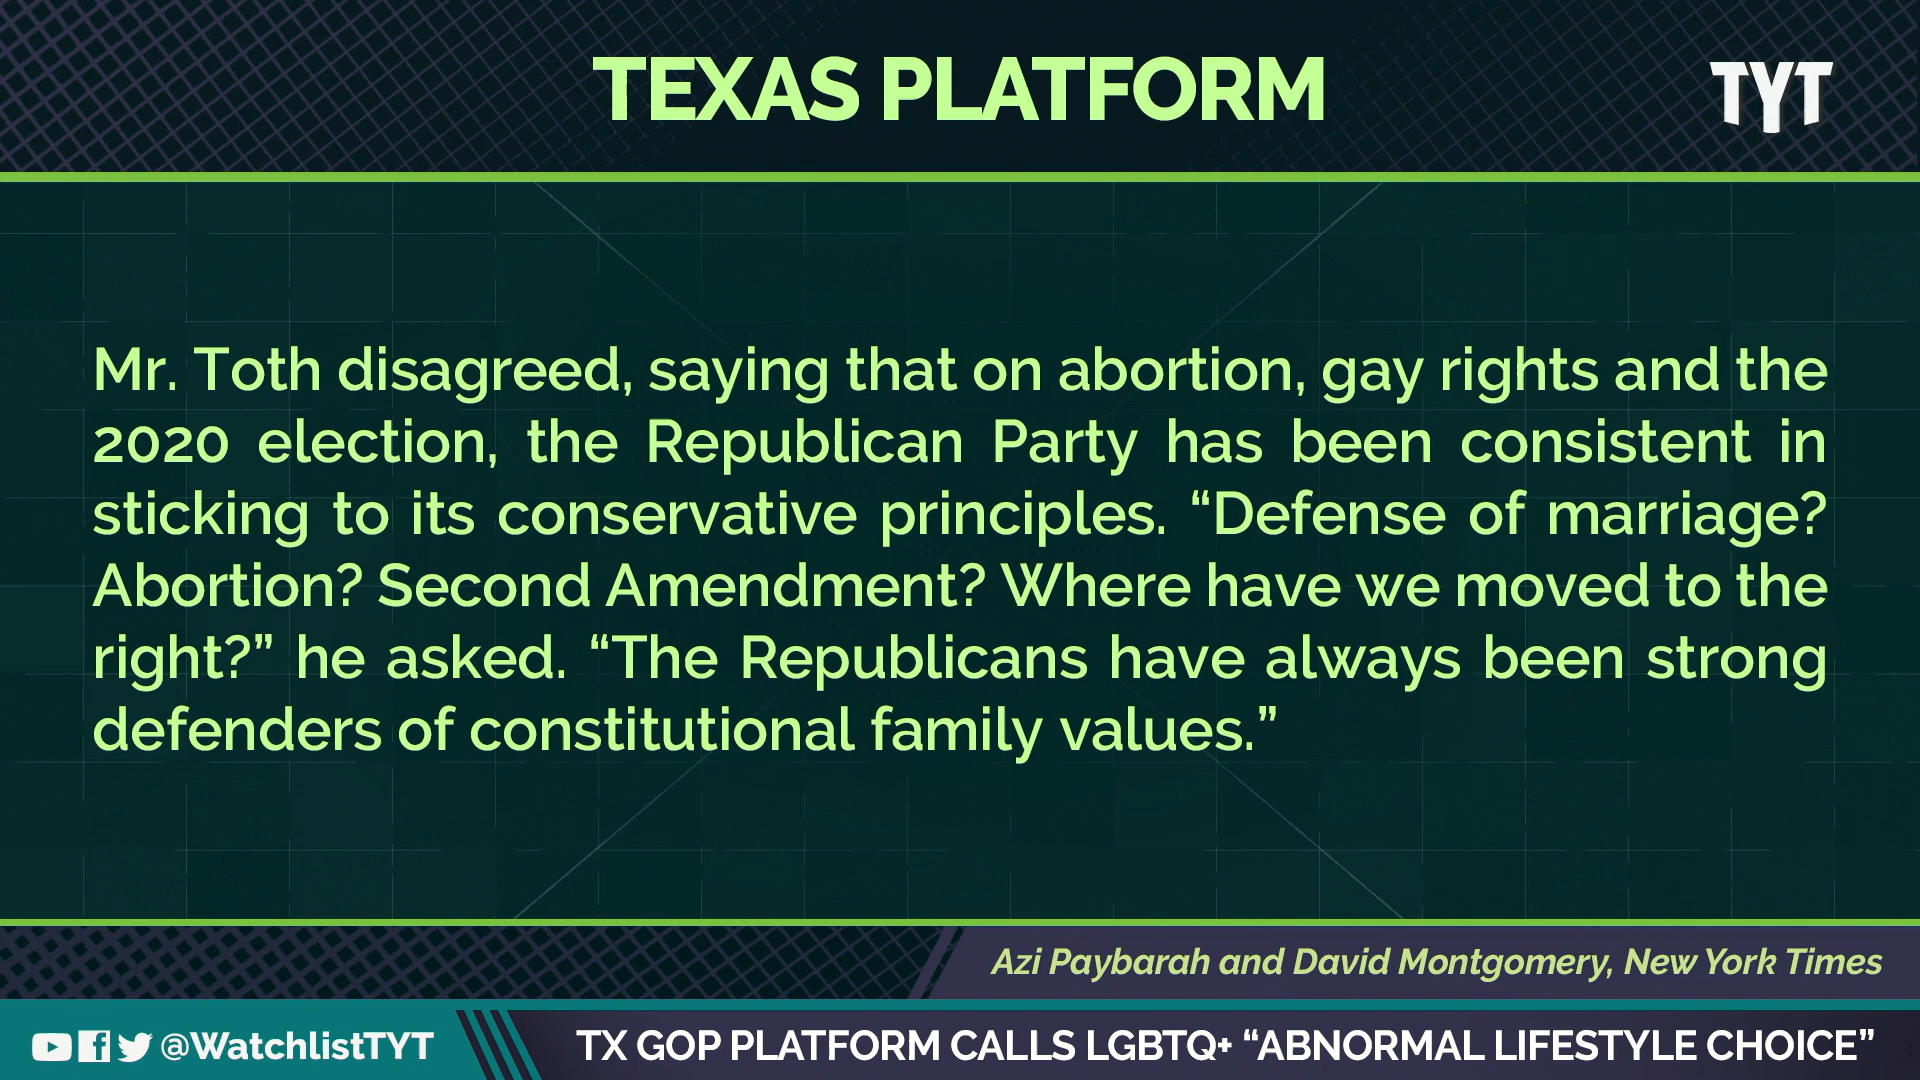 TEXAS PLATFORM
TYT
Mr. Toth disagreed, saying that on abortion, gay rights and the
2020 election, the Republican Party has been consistent in
sticking to its conservative principles. “Defense of marriage?
Abortion? Second Amendment? Where have we moved to the
right?” he asked. “The Republicans have always been strong
defenders of constitutional family values.”
Azi Paybarah and David Montgomery, New York Times
@WatchlistTYT
TX GOP PLATFORM CALLS LGBTQ+ “ABNORMAL LIFESTYLE CHOICE”